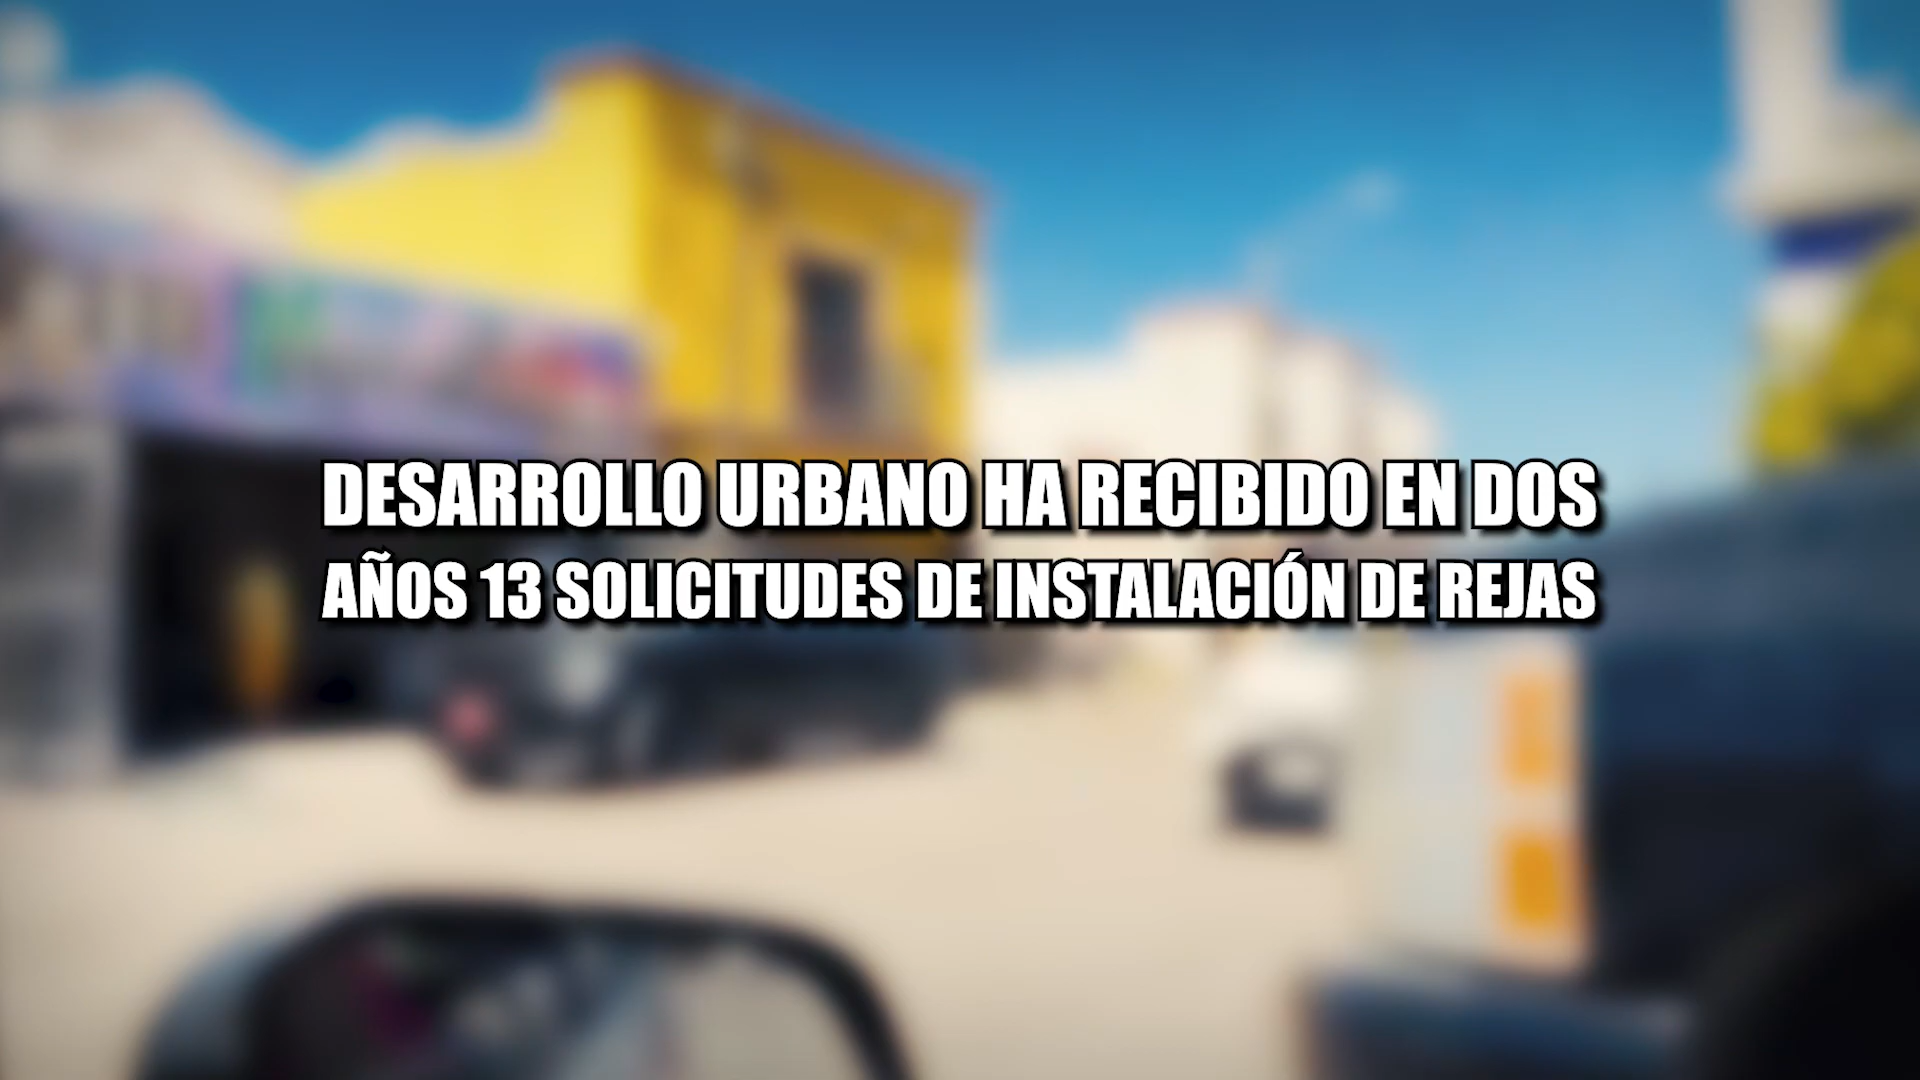 DESARROLLO URBANO HA RECIBIDO EN DOS
AÑOS 13 SOLICITUDES DE INSTALACIÓN DE REJAS